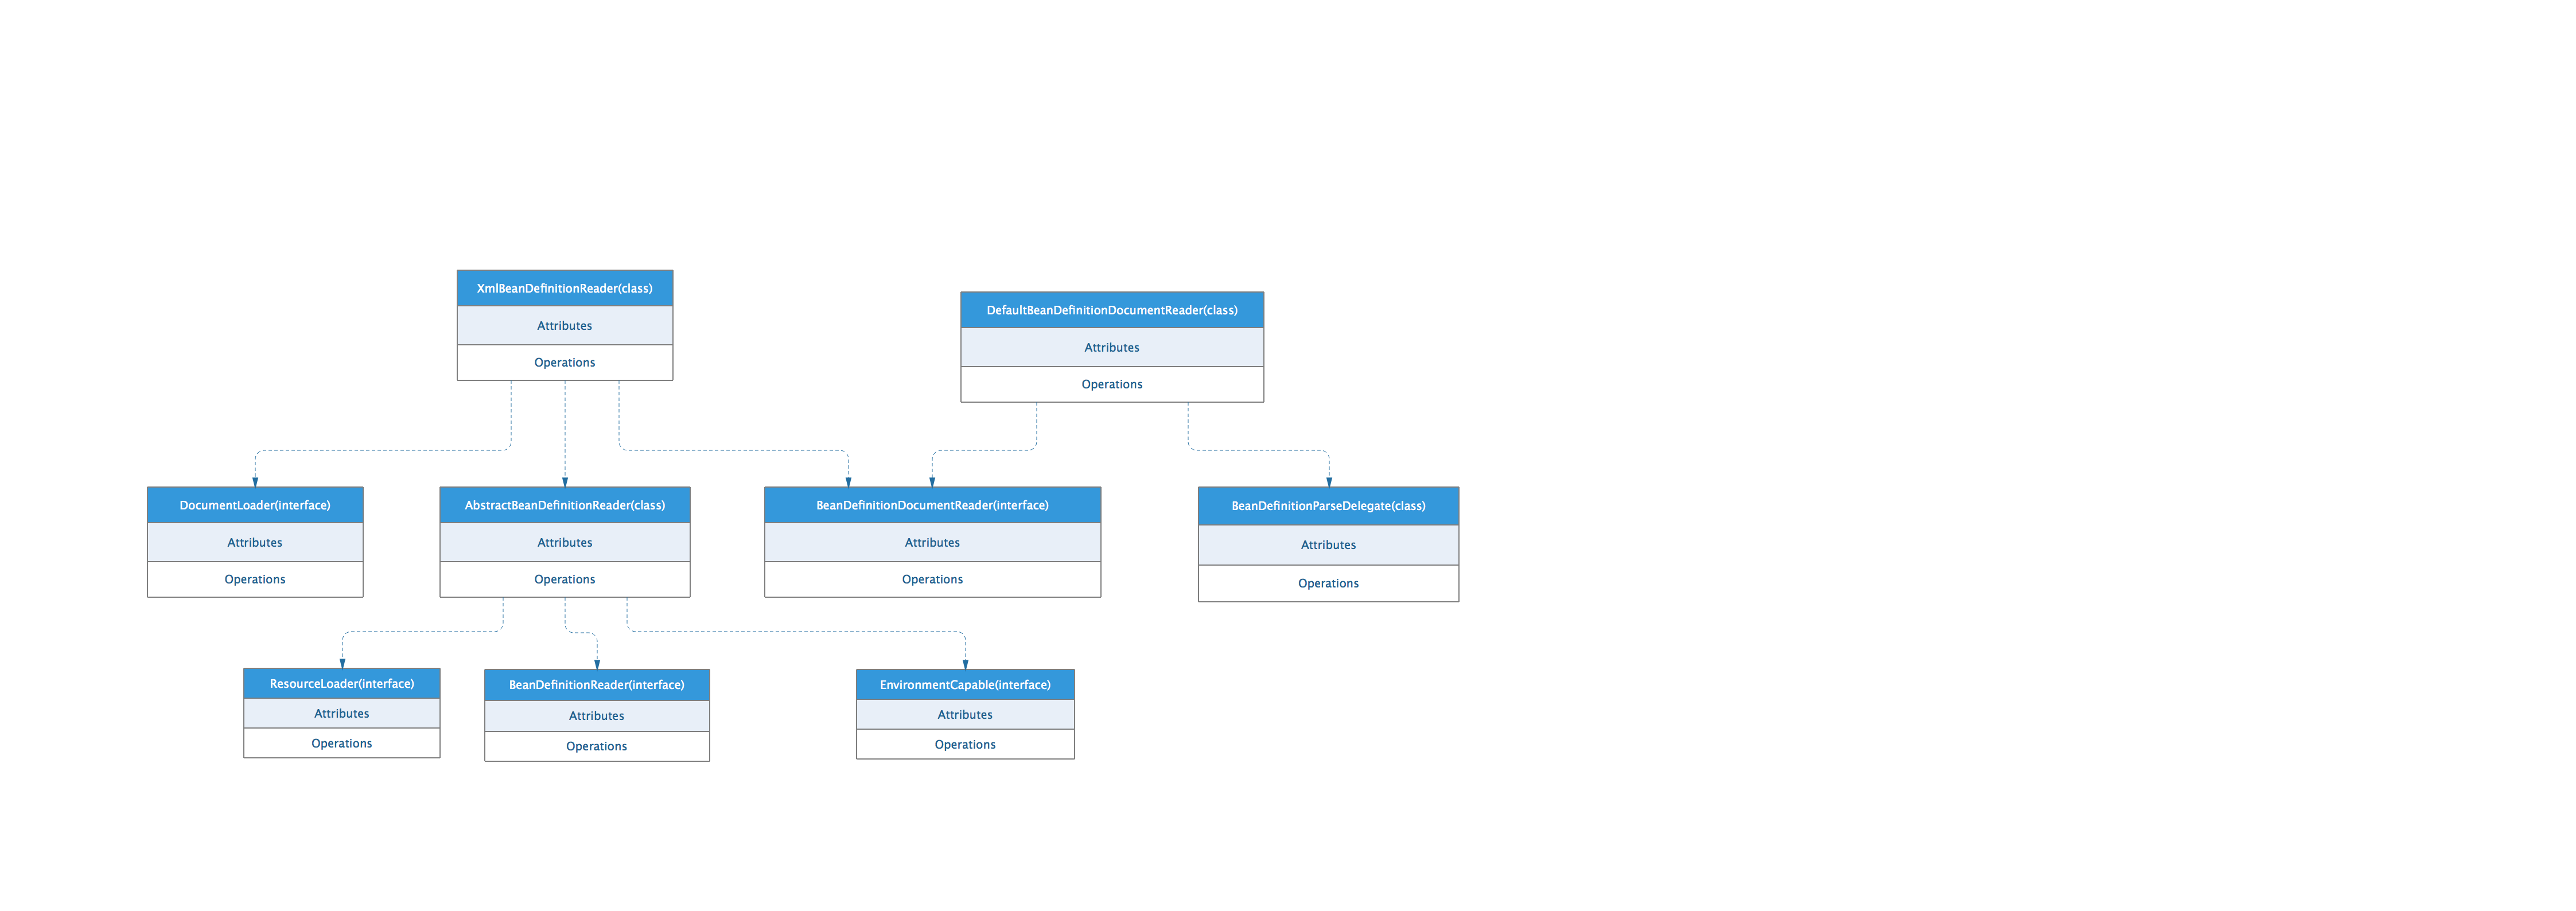 XmlBeanDefinitionReader(class)
Attributes
Operations
DefaultBeanDefinitionDocumentReader(class)
Attributes
Operations
DocumentLoader(interface)
Attributes
Operations
AbstractBeanDefinitionReader(class)
Attributes
Operations
BeanDefinitionDocumentReader(interface)
Attributes
Operations
BeanDefinitionParseDelegate(class)
Attributes
Operations
ResourceLoader(interface)
Attributes
Operations
BeanDefinitionReader(interface)
Attributes
Operations
EnvironmentCapable(interface)
Attributes
Operations